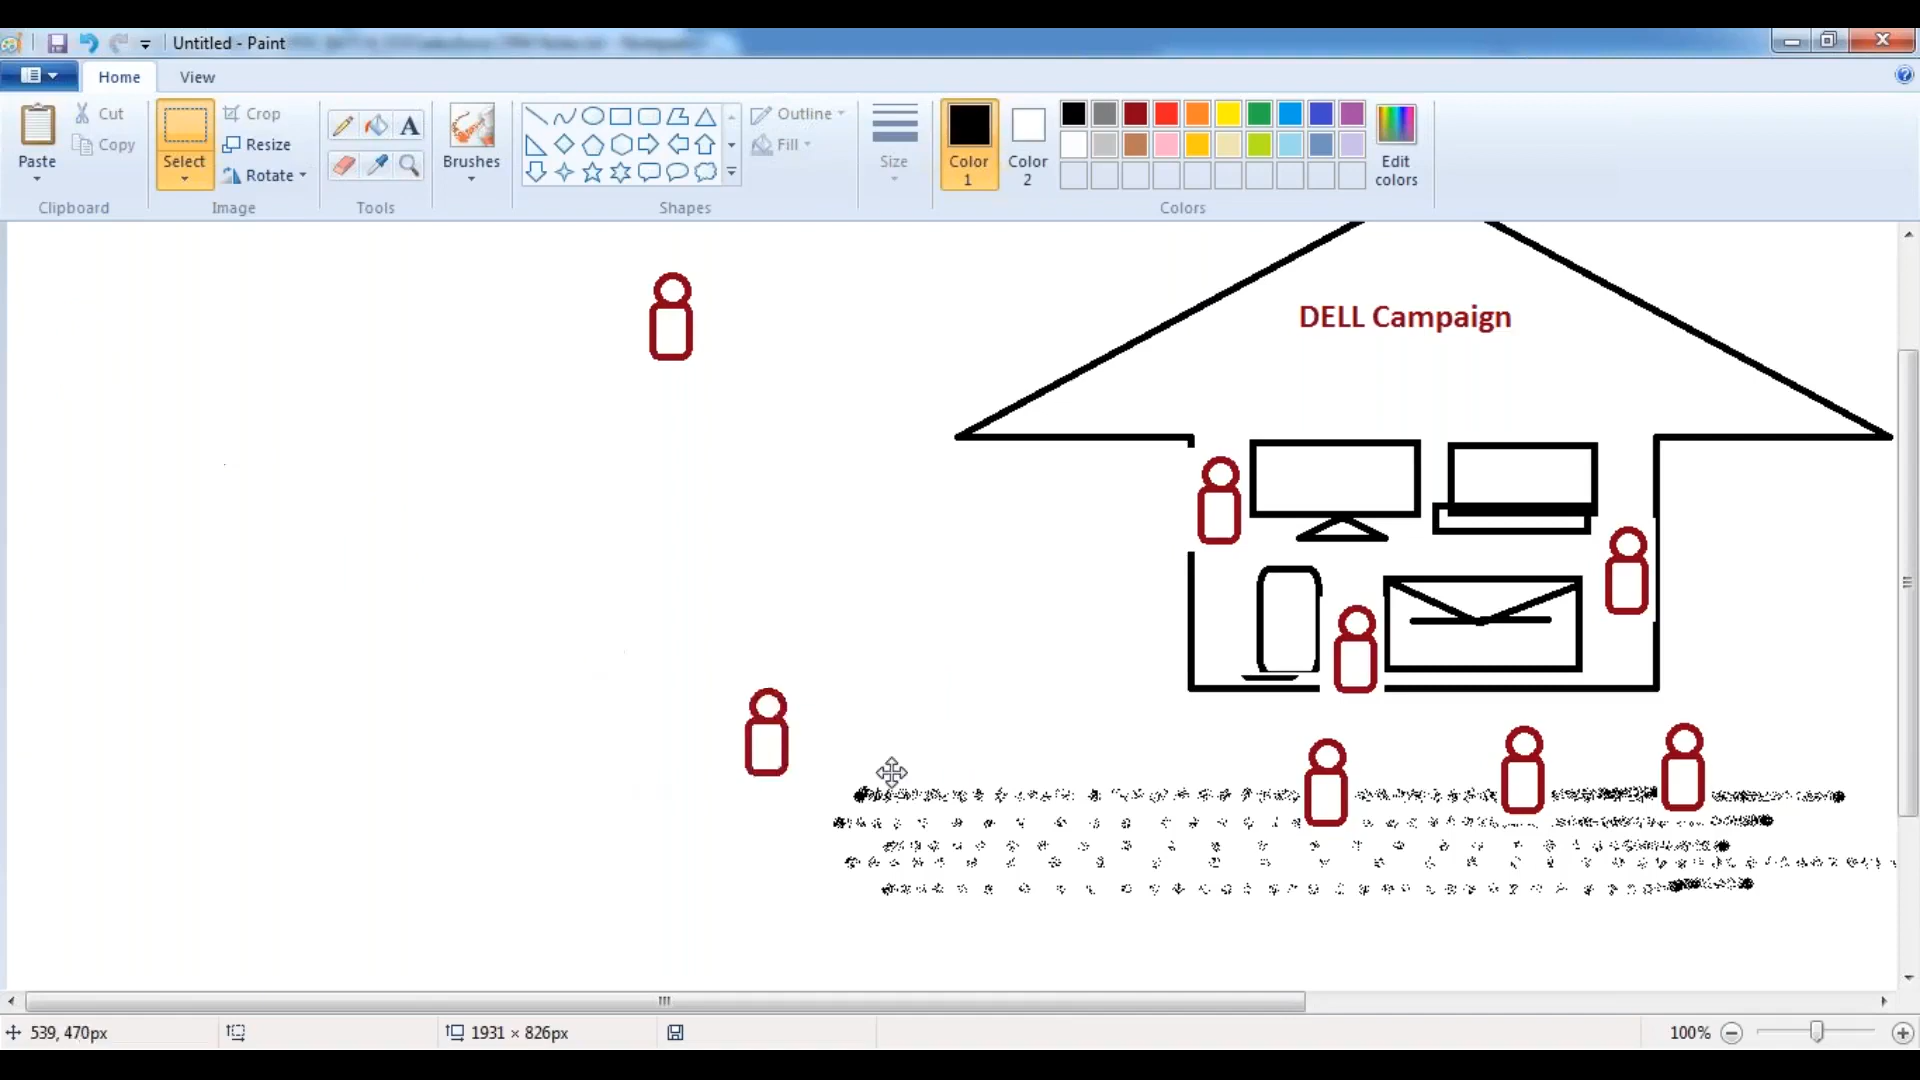 Untitled - Paint
Home
View
Paste
Cut
Copy
Clipboard
Select
Crop
Resize
Rotate
Image
A
Tools
Brushes
Shapes
Outline
Fill
Size
Color
1
Color
2
Edit
colors
Colors
DELL Campaign
539, 470px
1931 × 826px
100%